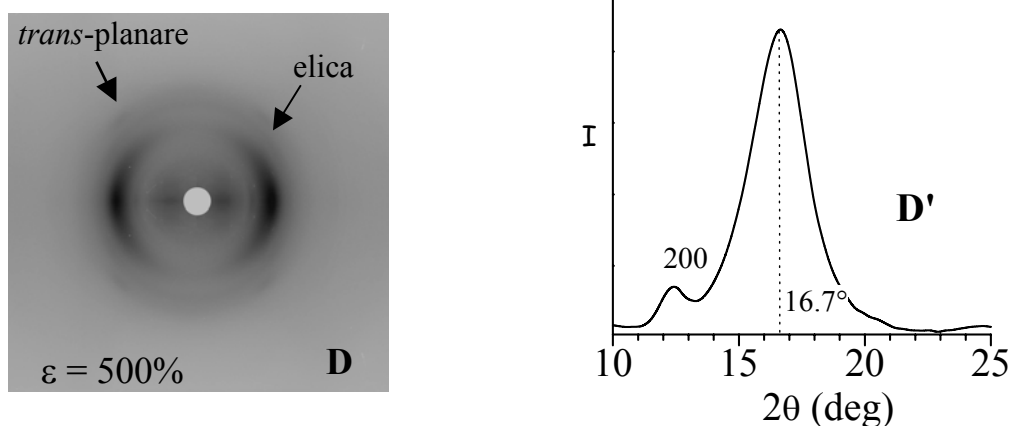 trans-planare
elica
ε = 500%
D
I
200
16.7°
D'
10 15 20 25
2θ (deg)